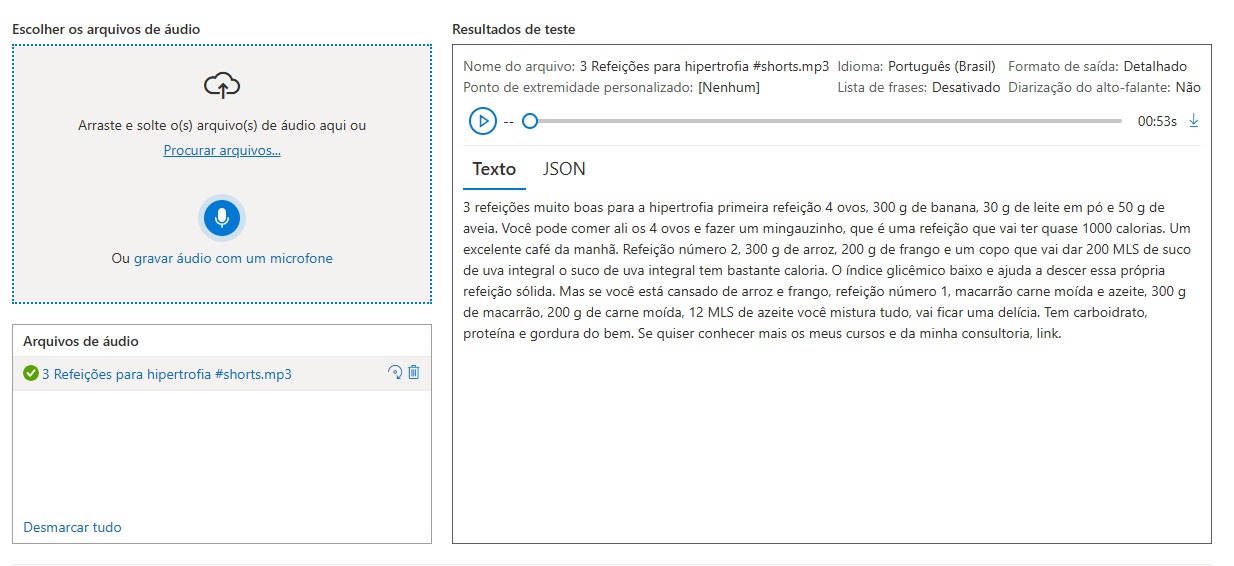 Escolher os arquivos de áudio
Arraste e solte o(s) arquivo(s) de áudio aqui ou
Procurar arquivos...
Ou gravar áudio com um microfone
Arquivos de áudio
3 Refeições para hipertrofia #shorts.mp3
Desmarcar tudo
Resultados de teste
Nome do arquivo: 3 Refeições para hipertrofia #shorts.mp3 Idioma: Português (Brasil) Formato de saída: Detalhado
Ponto de extremidade personalizado: [Nenhum] Lista de frases: Desativado Diarização do alto-falante: Não
-- 00:53s
Texto JSON
3 refeições muito boas para a hipertrofia primeira refeição 4 ovos, 300 g de banana, 30 g de leite em pó e 50 g de
aveia. Você pode comer ali os 4 ovos e fazer um mingauzinho, que é uma refeição que vai ter quase 1000 calorias. Um
excelente café da manhã. Refeição número 2, 300 g de arroz, 200 g de frango e um copo que vai dar 200 MLS de suco
de uva integral o suco de uva integral tem bastante caloria. O índice glicêmico baixo e ajuda a descer essa própria
refeição sólida. Mas se você está cansado de arroz e frango, refeição número 1, macarrão carne moída e azeite, 300 g
de macarrão, 200 g de carne moída, 12 MLS de azeite você mistura tudo, vai ficar uma delícia. Tem carboidrato,
proteína e gordura do bem. Se quiser conhecer mais os meus cursos e da minha consultoria, link.